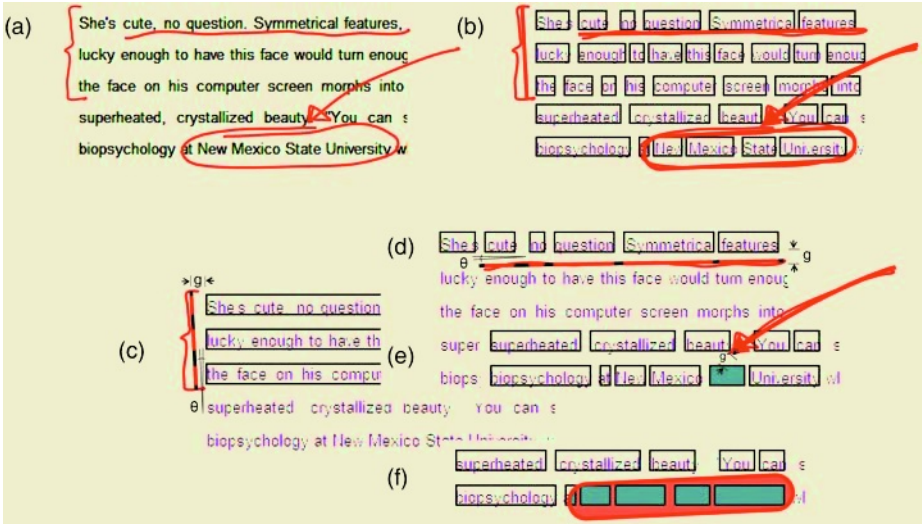 (a)
She's cute, no question. Symmetrical features,
lucky enough to have this face would turn enoug
the face on his computer screen morphs into
superheated, crystallized beauty. "You can s
biopsychology at New Mexico State University wl
(b)
She's cute no question Symmetrical features
lucky enough to have this face would turn enoug
the face on his computer screen morphs into
superheated crystallized beauty "You can s
biopsychology at New Mexico State University wl
(c)
g
She's cute no question
lucky enough to have th
the face on his compu
θ
superheated crystallized beauty You can s
biopsychology at New Mexico State University
(d)
She's cute no question Symmetrical features
θ
g
lucky enough to have this face would turn enoug
the face on his computer screen morphs into
(e)
super superheated crystallized beauty "You can s
g
biops biopsychology at New Mexico University wl
(f)
superheated crystallized beauty "You can s
biopsychology a wl